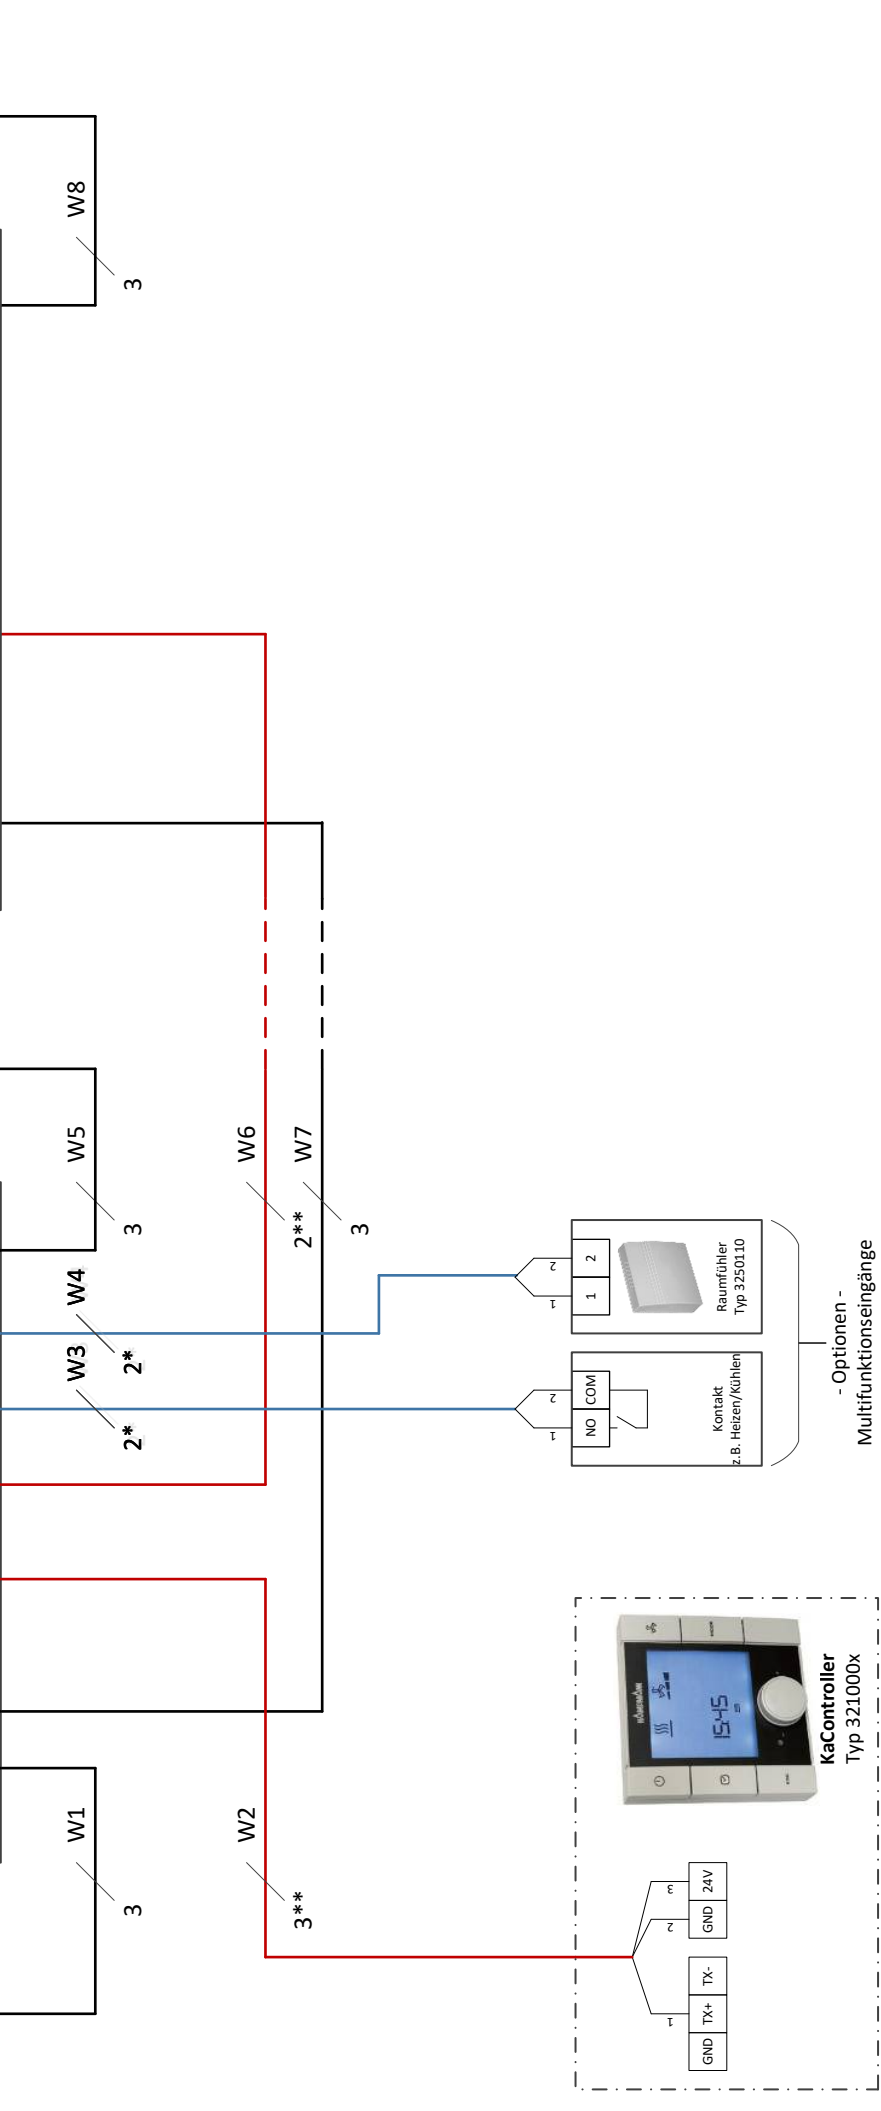 W1
3
W2
3**
W3
2*
W4
2*
W5
3
W6
2**
W7
3
W8
3
GND
TX+
TX-
GND
24V
1
2
3
KAMPMANN
15:45
KaController
Typ 321000x
1
2
NO
COM
Kontakt
z.B. Heizen/Kühlen
1
2
1
2
Raumfühler
Typ 3250110
- Optionen -
Multifunktionseingänge